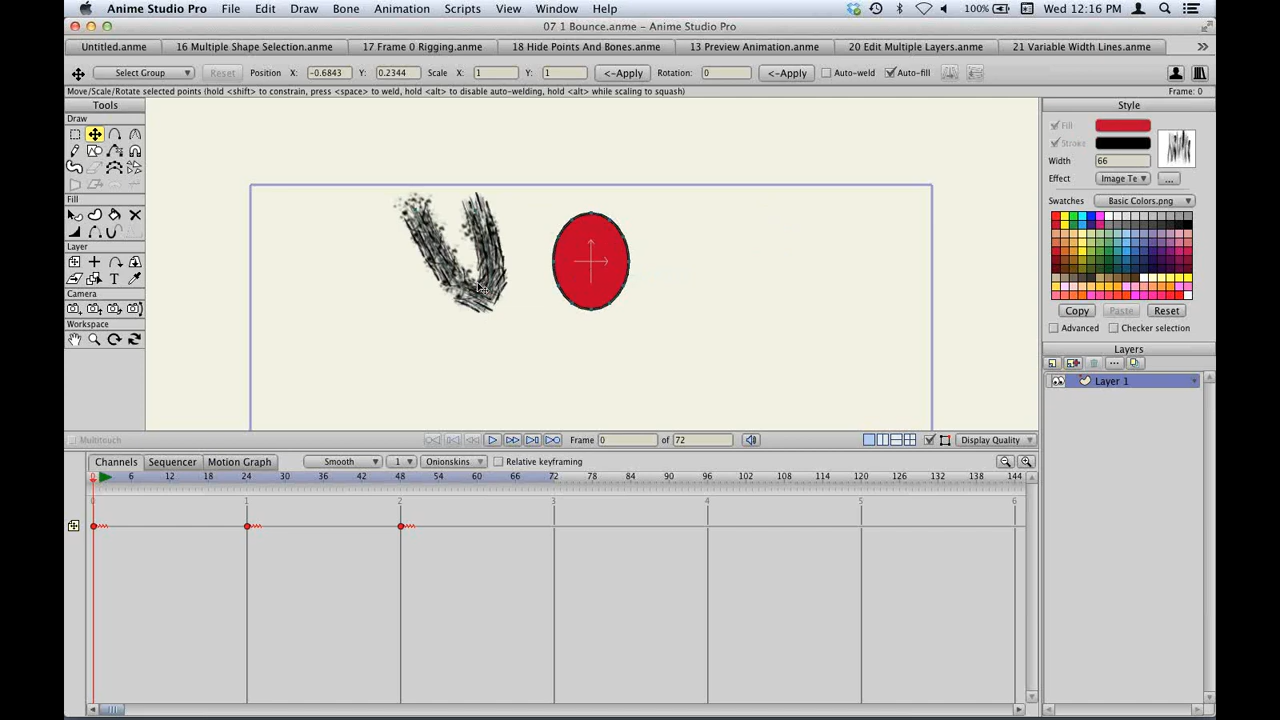 Anime Studio Pro File Edit Draw Bone Animation Scripts View Window Help 100% Wed 12:16 PM
07 1 Bounce.anme - Anime Studio Pro
Untitled.anme 16 Multiple Shape Selection.anme 17 Frame 0 Rigging.anme 18 Hide Points And Bones.anme 13 Preview Animation.anme 20 Edit Multiple Layers.anme 21 Variable Width Lines.anme »
Select Group Reset Position X: -0.6843 Y: 0.2344 Scale X: 1 Y: 1 <-Apply Rotation: 0 <-Apply Auto-weld Auto-fill
Move/Scale/Rotate selected points (hold <shift> to constrain, press <space> to weld, hold <alt> to disable auto-welding, hold <alt> while scaling to squash) Frame: 0
Tools
Draw
Fill
Layer
Camera
Workspace
Style
Fill
Stroke
Width 66
Effect Image Te ...
Swatches Basic Colors.png
Copy Paste Reset
Advanced Checker selection
Layers
Layer 1
Multitouch Frame 0 of 72 Display Quality
Channels Sequencer Motion Graph Smooth 1 Onionskins Relative keyframing
0 6 12 18 24 30 36 42 48 54 60 66 72 78 84 90 96 102 108 114 120 126 132 138 144
0 1 2 3 4 5 6